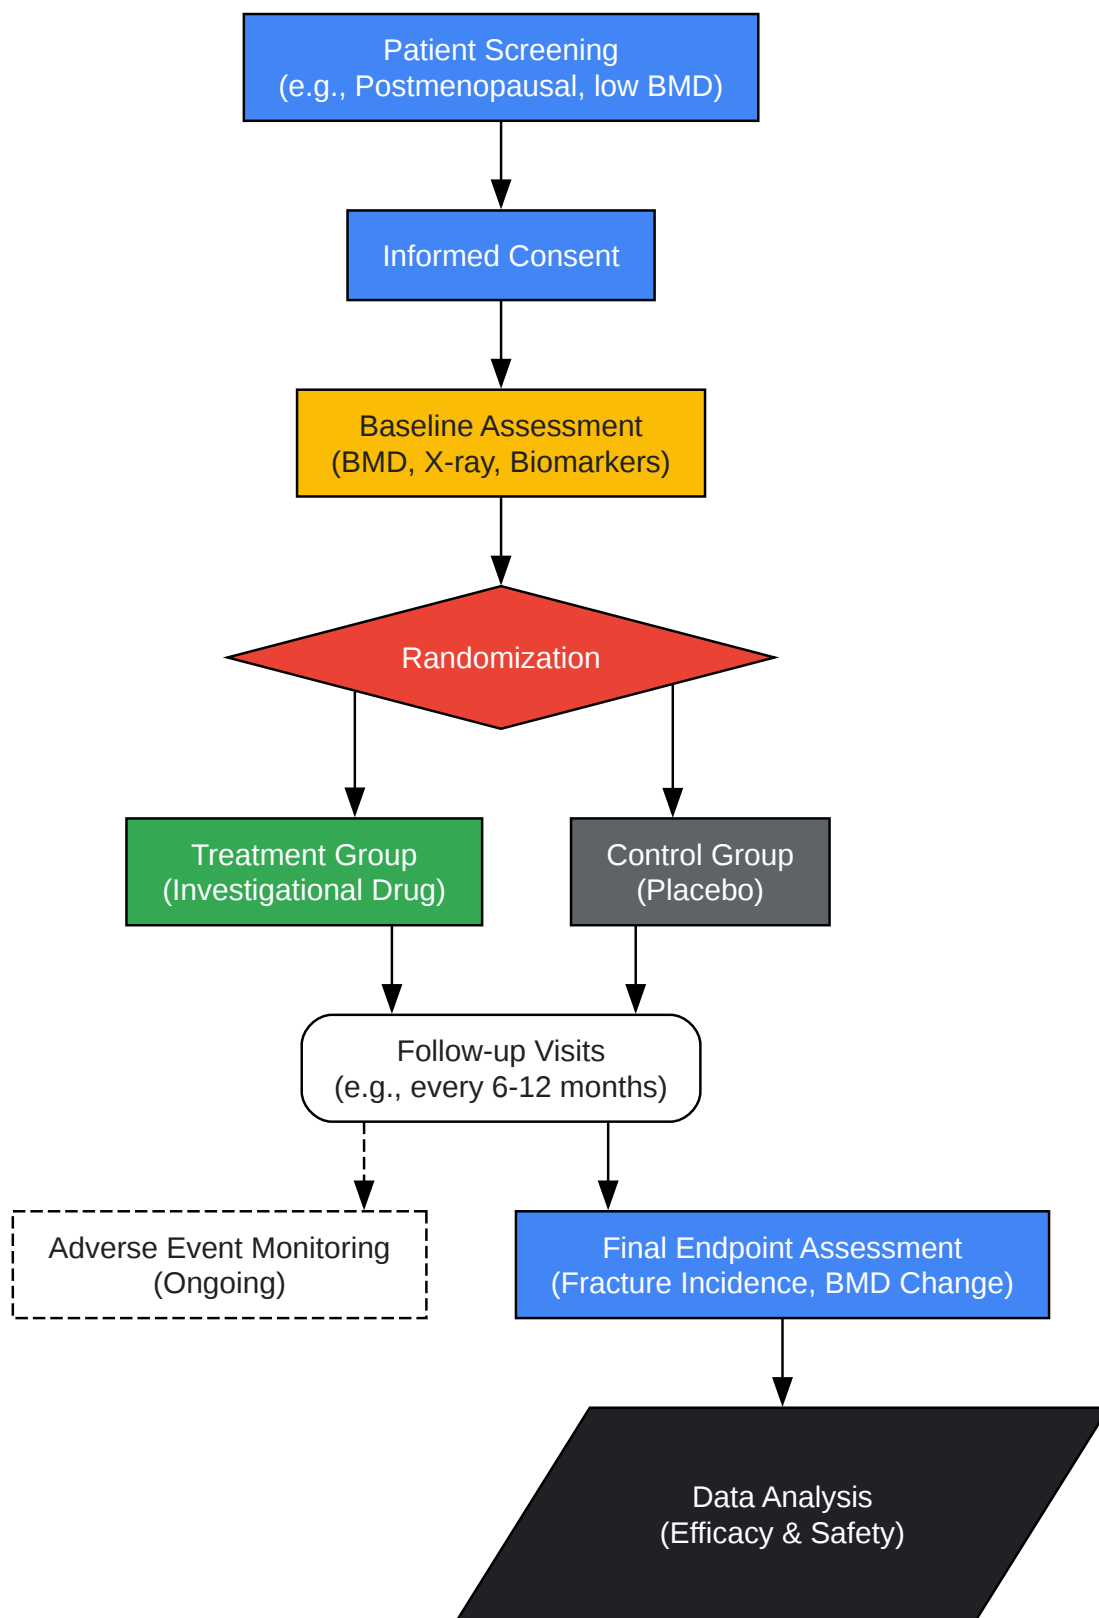 Patient Screening
(e.g., Postmenopausal, low BMD)
Informed Consent
Baseline Assessment
(BMD, X-ray, Biomarkers)
Randomization
Treatment Group
(Investigational Drug)
Control Group
(Placebo)
Follow-up Visits
(e.g., every 6-12 months)
Adverse Event Monitoring
(Ongoing)
Final Endpoint Assessment
(Fracture Incidence, BMD Change)
Data Analysis
(Efficacy & Safety)